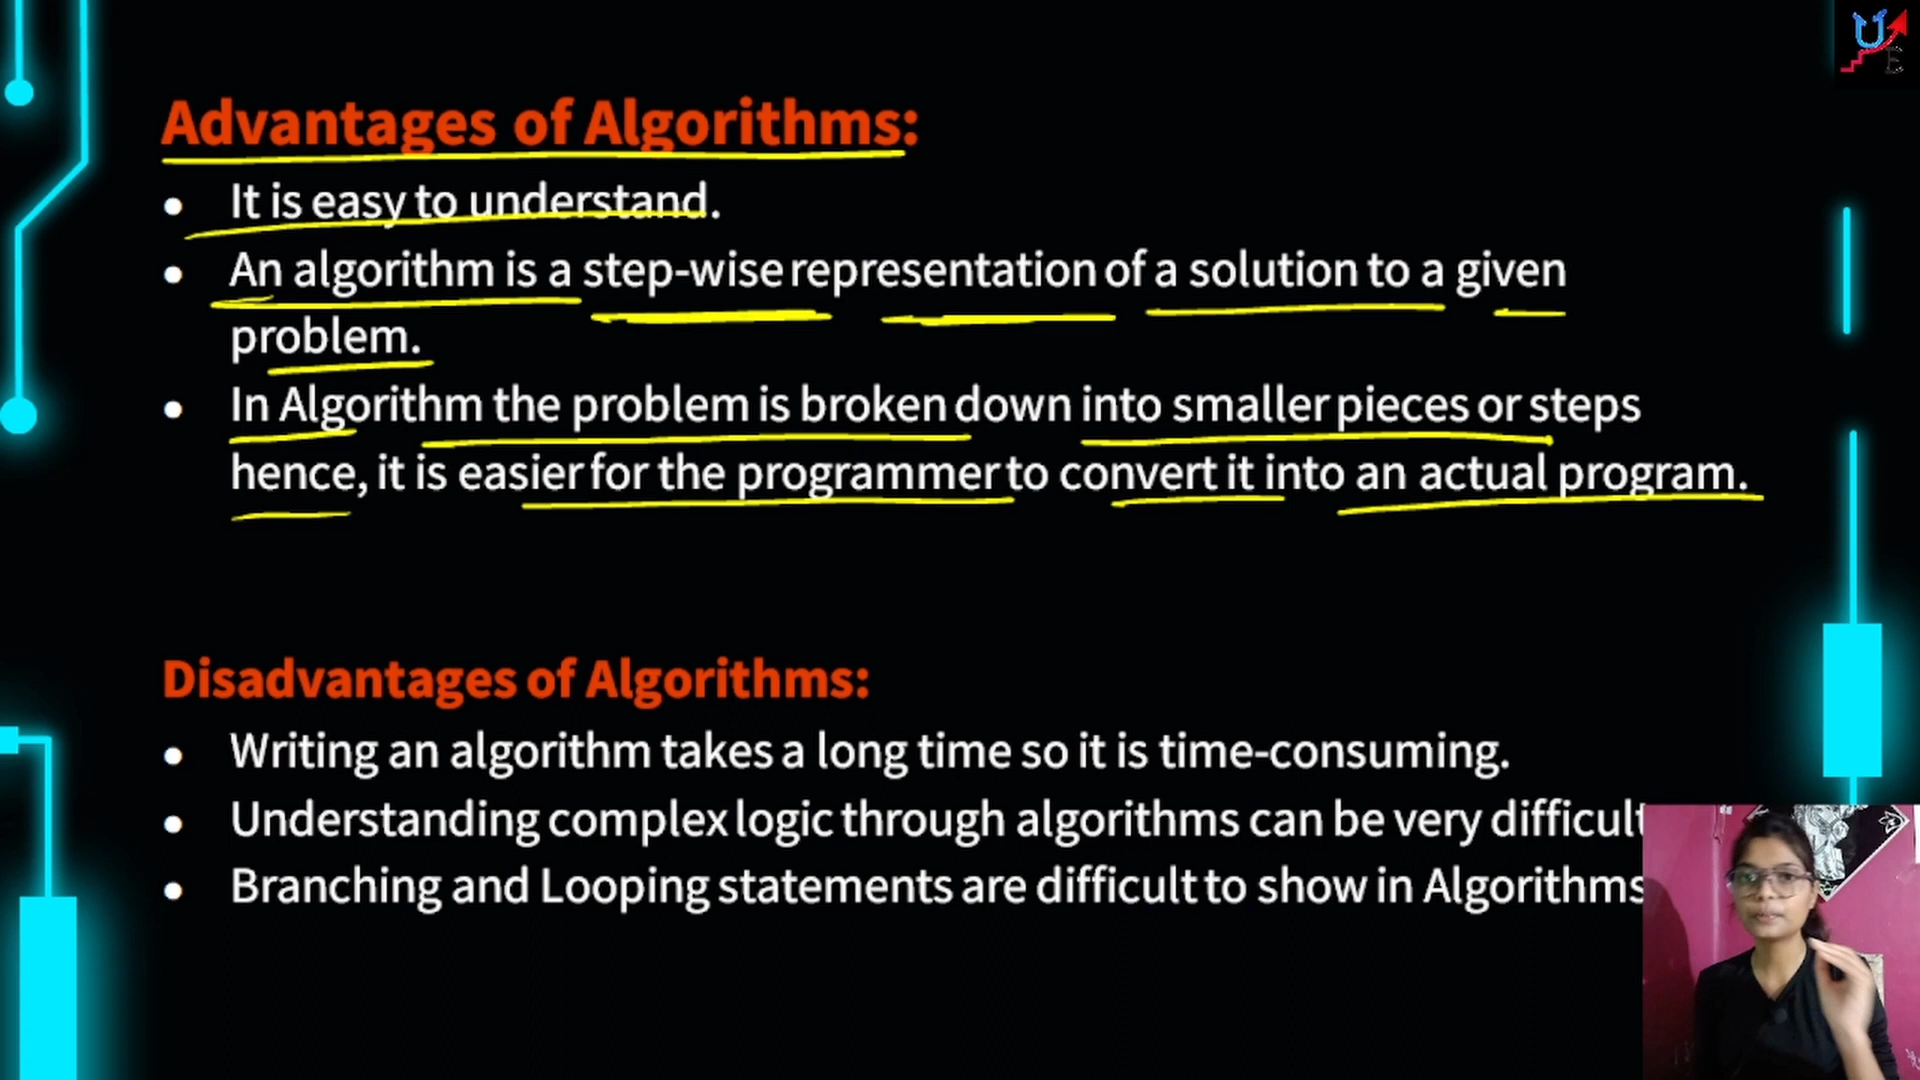 Advantages of Algorithms:
• It is easy to understand.
• An algorithm is a step-wise representation of a solution to a given
problem.
• In Algorithm the problem is broken down into smaller pieces or steps
hence, it is easier for the programmer to convert it into an actual program.
Disadvantages of Algorithms:
• Writing an algorithm takes a long time so it is time-consuming.
• Understanding complex logic through algorithms can be very difficult
• Branching and Looping statements are difficult to show in Algorithms
U
E